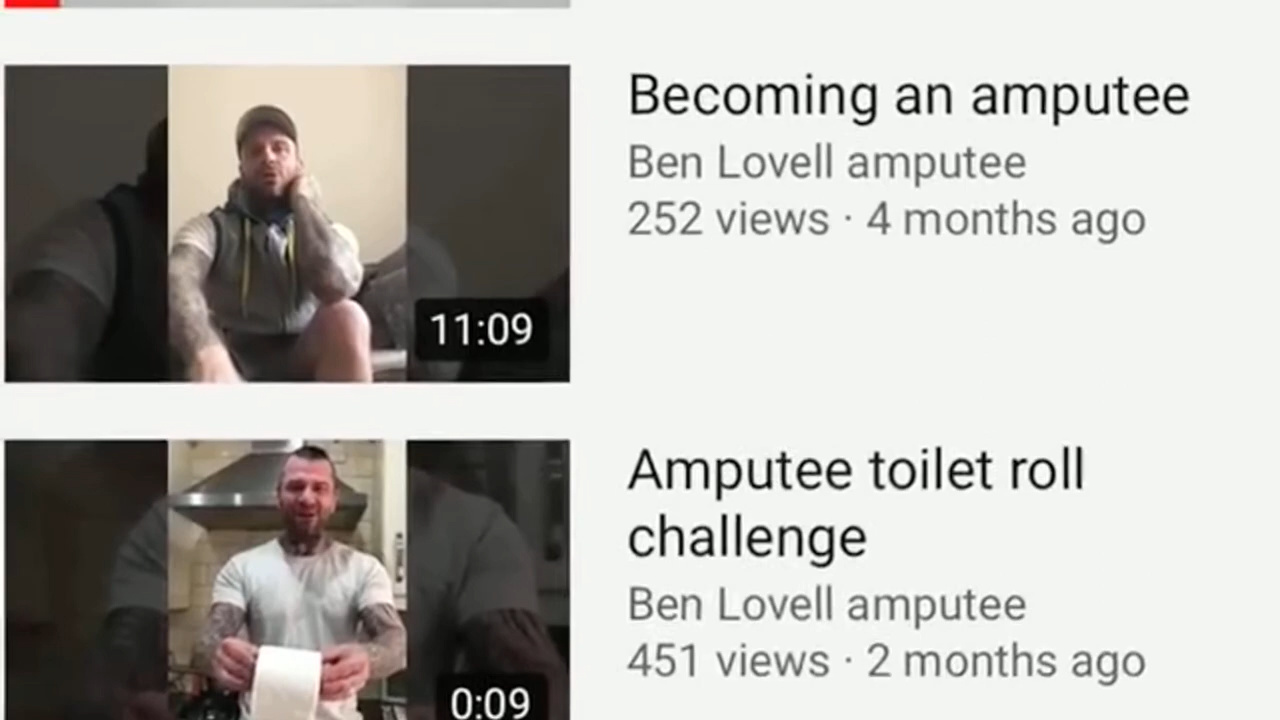 Becoming an amputee
Ben Lovell amputee
252 views · 4 months ago
11:09
Amputee toilet roll
challenge
Ben Lovell amputee
451 views · 2 months ago
0:09